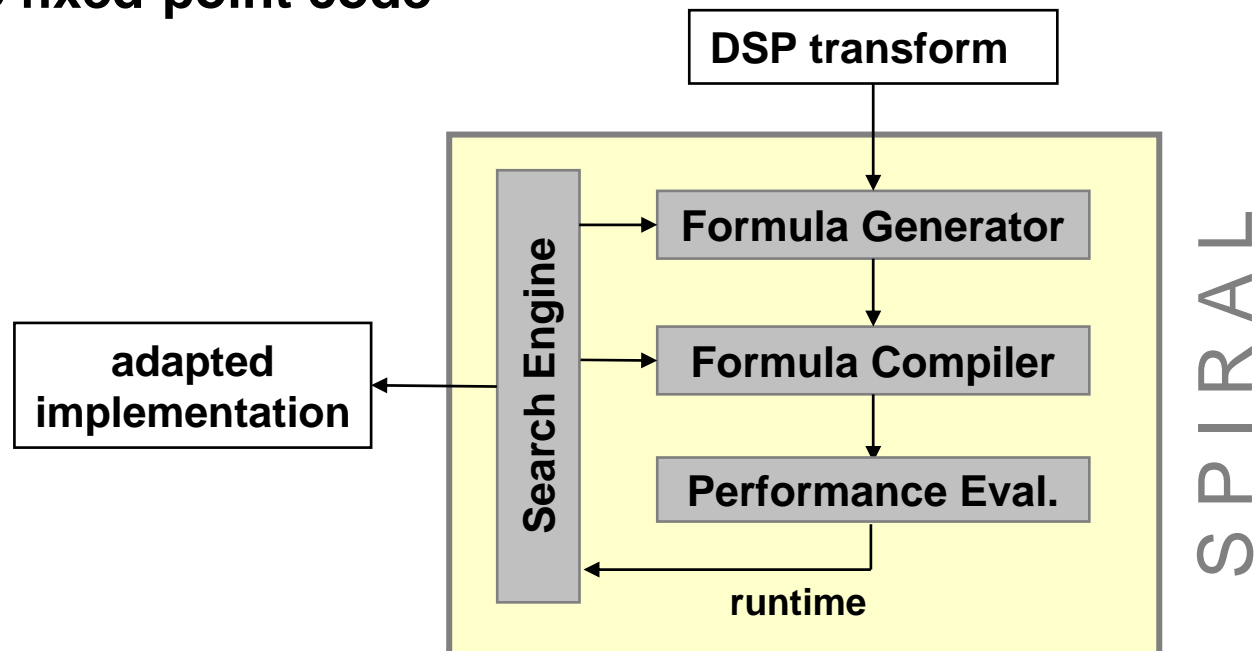 fixed point code
DSP transform
Formula Generator
Search Engine
Formula Compiler
adapted
implementation
Performance Eval.
runtime
SPIRAL